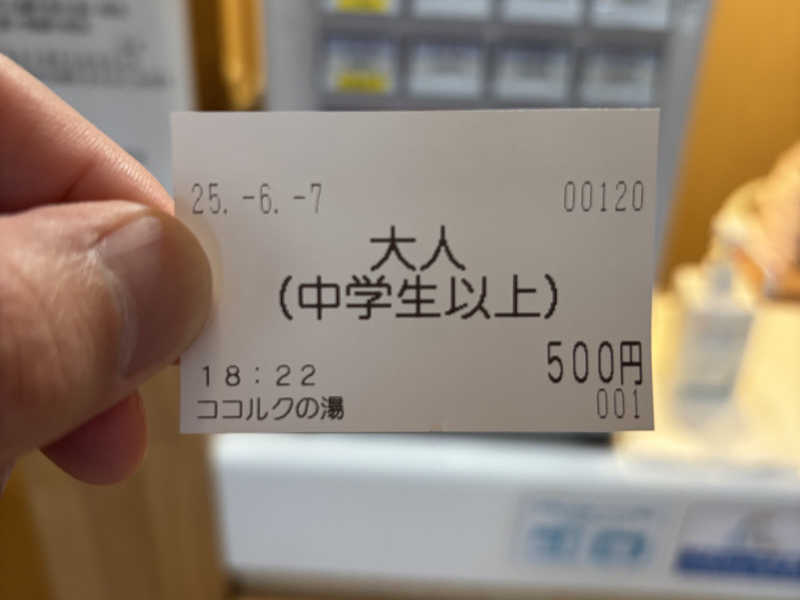 25. -6. -7 00120
大人
(中学生以上)
18:22 500円
ココルクの湯 001